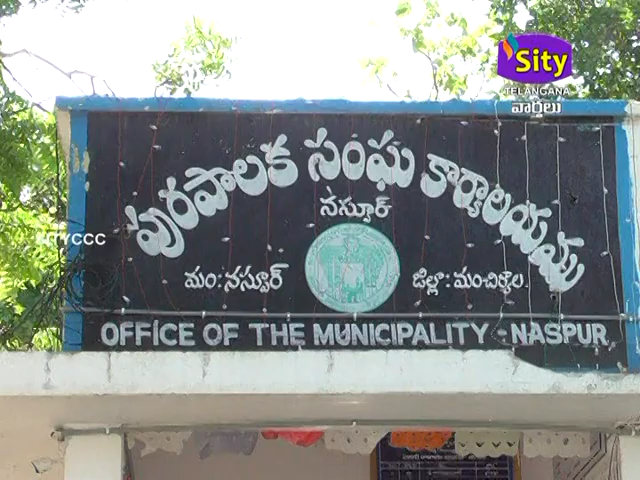 Sity
TELANGANA
వార్తలు
పురపాలక సంఘ కార్యాలయము
నస్పూర్
మం: నస్పూర్
జిల్లా: మంచిర్యాల.
OFFICE OF THE MUNICIPALITY - NASPUR